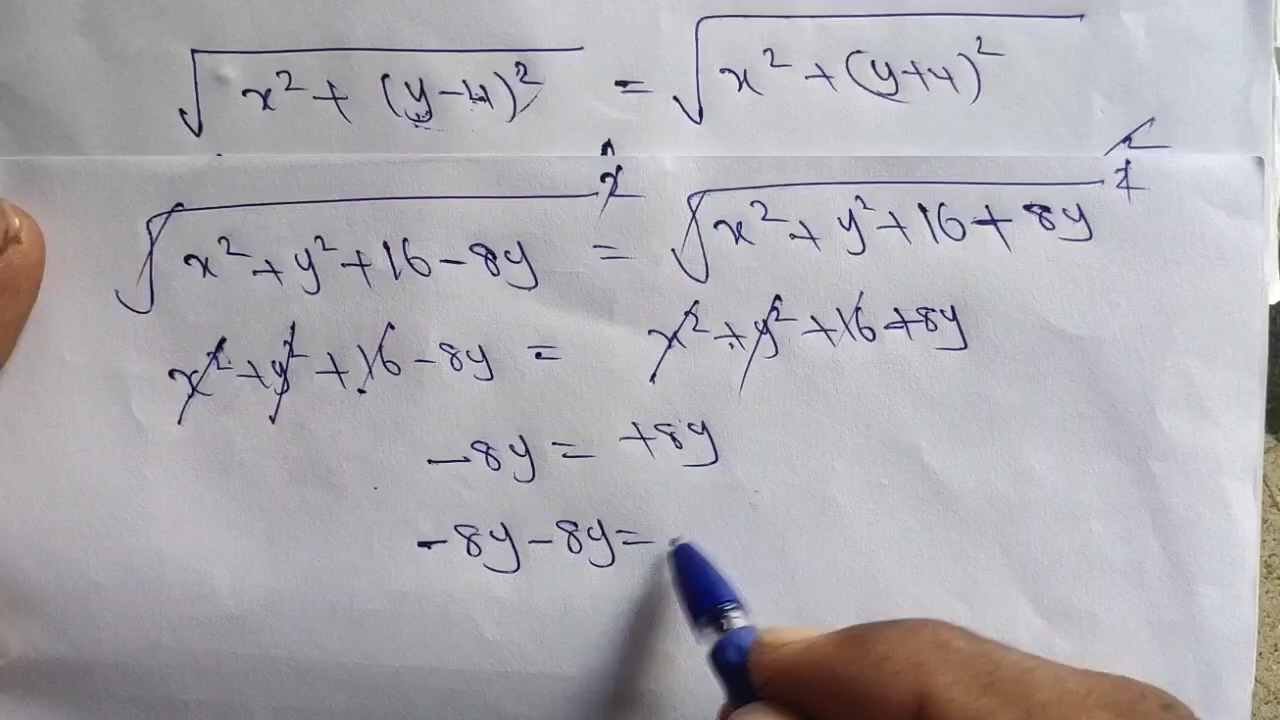 √x² + (y-4)² = √x² + (y+4)²
√x² + y² + 16 - 8y = √x² + y² + 16 + 8y
x² + y² + 16 - 8y = x² + y² + 16 + 8y
-8y = +8y
-8y - 8y =